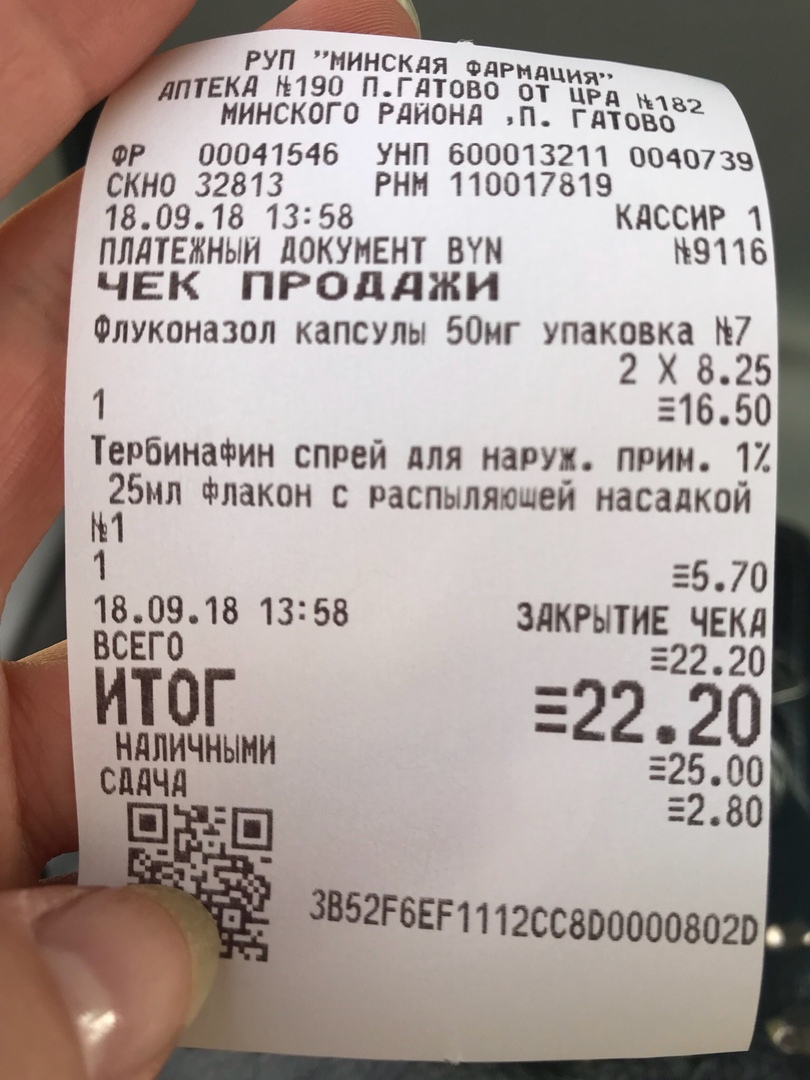 РУП "МИНСКАЯ ФАРМАЦИЯ"
АПТЕКА №190 П.ГАТОВО ОТ ЦРА №182
МИНСКОГО РАЙОНА ,П. ГАТОВО
ФР 00041546 УНП 600013211 0040739
СКНО 32813 РНМ 110017819
18.09.18 13:58 КАССИР 1
ПЛАТЕЖНЫЙ ДОКУМЕНТ BYN №9116
ЧЕК ПРОДАЖИ
Флуконазол капсулы 50мг упаковка №7
2 X 8.25
1 ≡16.50
Тербинафин спрей для наруж. прим. 1%
25мл флакон с распыляющей насадкой
№1
1 ≡5.70
18.09.18 13:58 ЗАКРЫТИЕ ЧЕКА
ВСЕГО ≡22.20
ИТОГ ≡22.20
НАЛИЧНЫМИ ≡25.00
СДАЧА ≡2.80
3B52F6EF1112CC8D0000802D